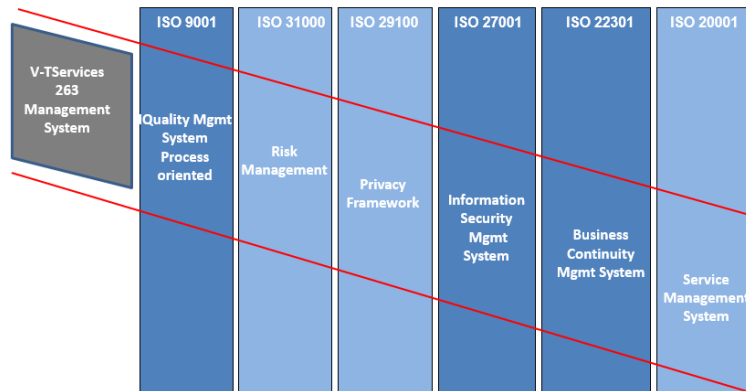 ISO 9001
ISO 31000
ISO 29100
ISO 27001
ISO 22301
ISO 20001
V-TServices
263
Management
System
IQuality Mgmt
System
Process
oriented
Risk
Management
Privacy
Framework
Information
Security
Mgmt
System
Business
Continuity
Mgmt System
Service
Management
System